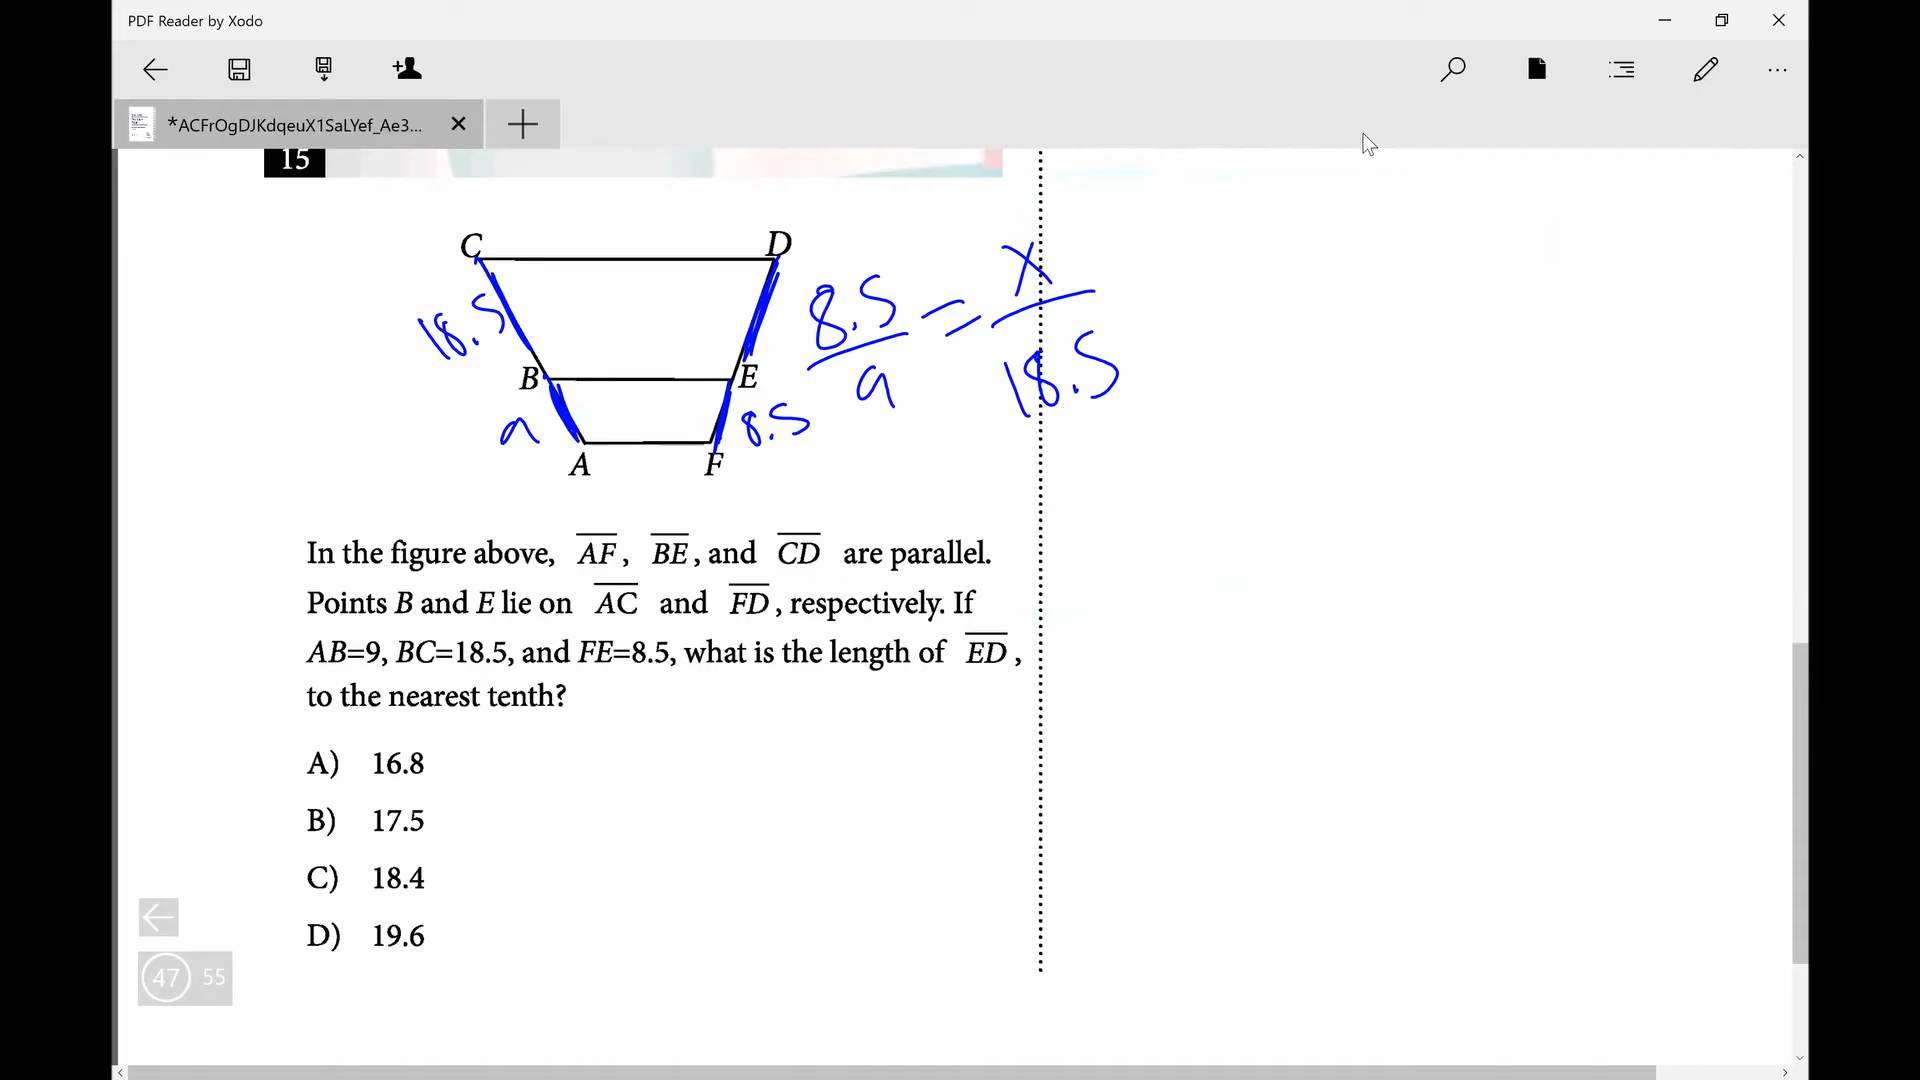 PDF Reader by Xodo
*ACFrOgDJKdqeuX1SaLYef_Ae3...
15
C
D
18.5
8.5/9 = x/18.5
B
E
9
8.5
A
F
In the figure above, AF, BE, and CD are parallel.
Points B and E lie on AC and FD, respectively. If
AB=9, BC=18.5, and FE=8.5, what is the length of ED,
to the nearest tenth?
A) 16.8
B) 17.5
C) 18.4
D) 19.6
47 55